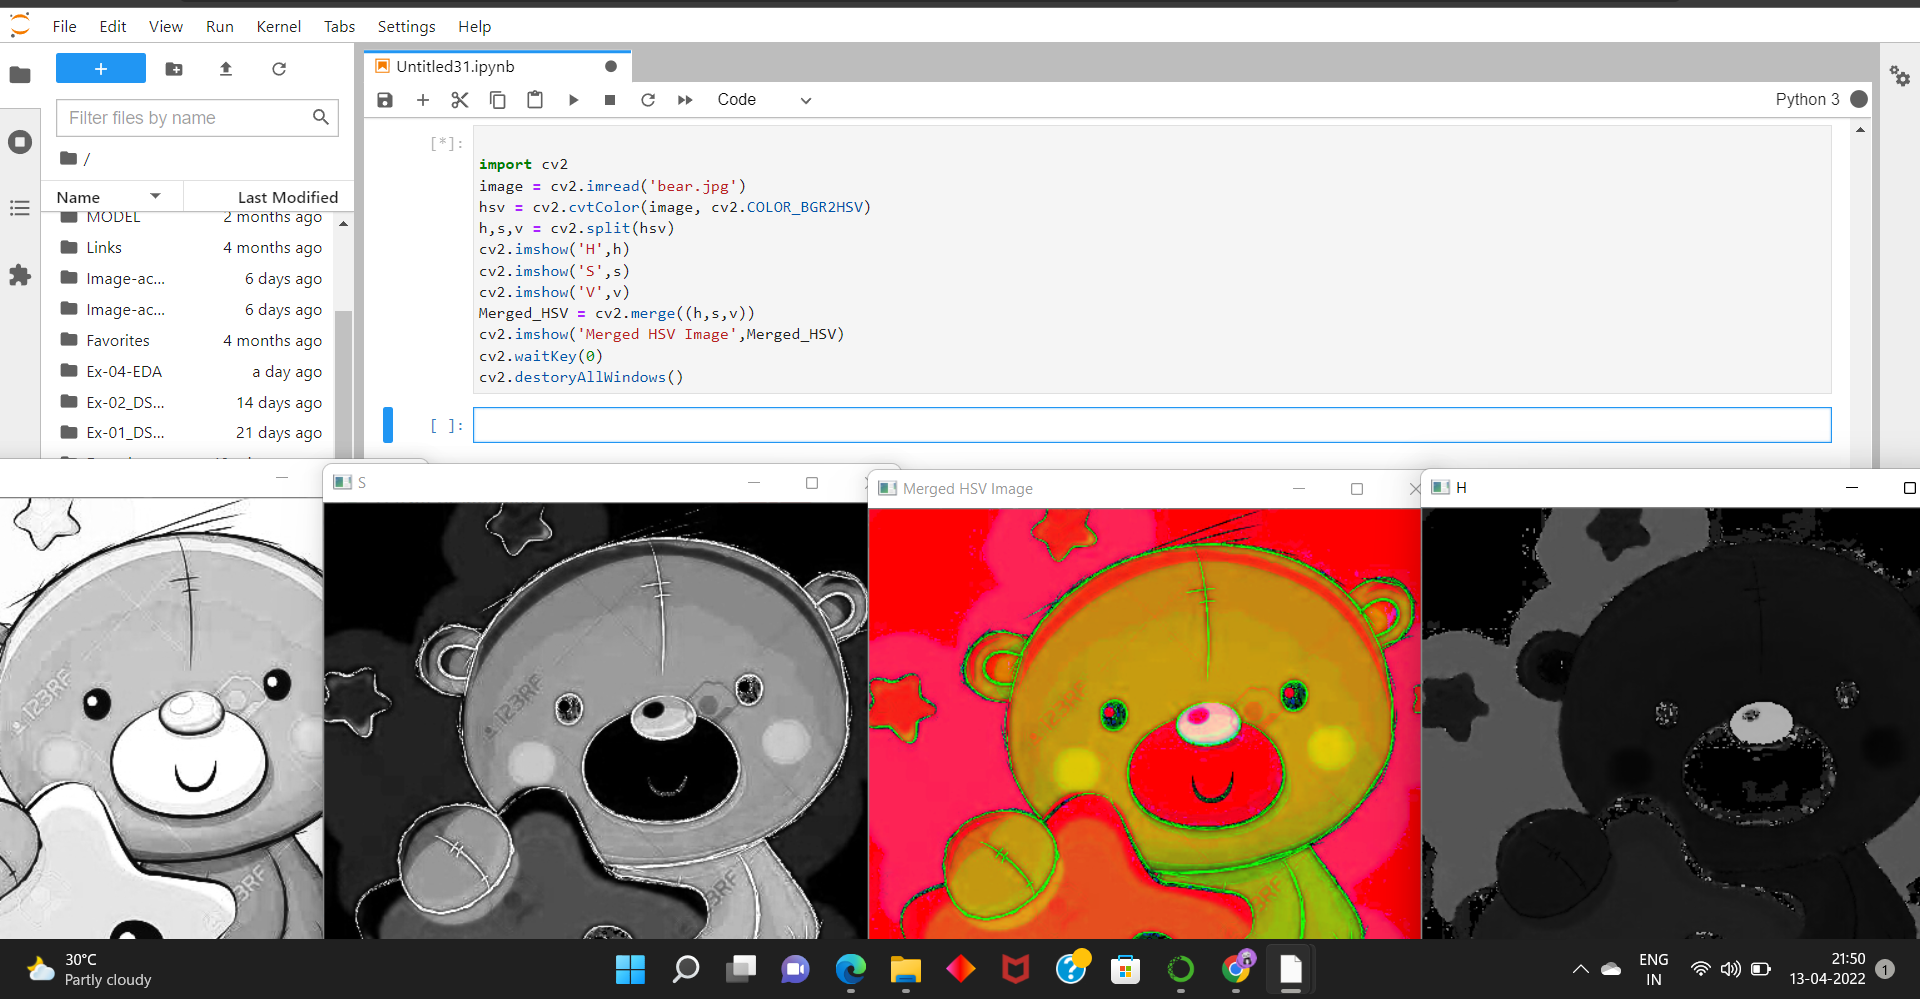 File Edit View Run Kernel Tabs Settings Help
+
Untitled31.ipynb
Filter files by name
Code
Python 3
/
Name Last Modified
MODEL 2 months ago
Links 4 months ago
Image-ac... 6 days ago
Image-ac... 6 days ago
Favorites 4 months ago
Ex-04-EDA a day ago
Ex-02_DS... 14 days ago
Ex-01_DS... 21 days ago
[*]:
import cv2
image = cv2.imread('bear.jpg')
hsv = cv2.cvtColor(image, cv2.COLOR_BGR2HSV)
h,s,v = cv2.split(hsv)
cv2.imshow('H',h)
cv2.imshow('S',s)
cv2.imshow('V',v)
Merged_HSV = cv2.merge((h,s,v))
cv2.imshow('Merged HSV Image',Merged_HSV)
cv2.waitKey(0)
cv2.destoryAllWindows()
[ ]:
S
Merged HSV Image
H
123RF
123RF
123RF
123RF
30°C
Partly cloudy
ENG
IN
21:50
13-04-2022
1